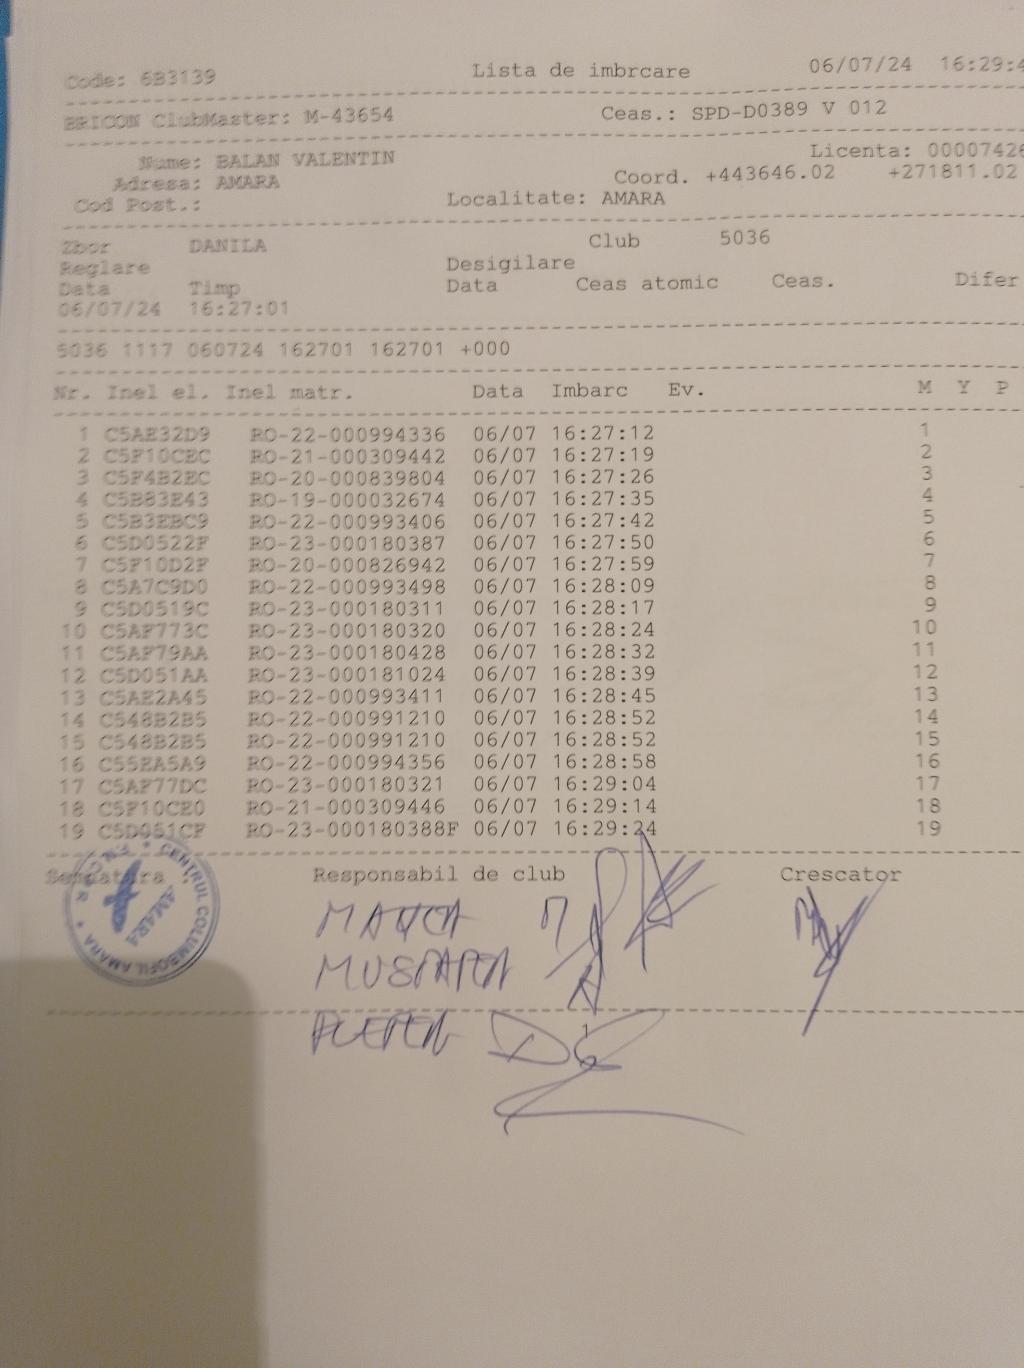 Code: 6B3139 Lista de imbrcare 06/07/24 16:29:4
BRICON ClubMaster: M-43654 Ceas.: SPD-D0389 V 012
Nume: BALAN VALENTIN Licenta: 00007426
Adresa: AMARA Coord. +443646.02 +271811.02
Cod Post.: Localitate: AMARA
Zbor DANILA Club 5036
Reglare Desigilare
Data Timp Data Ceas atomic Ceas. Difer
06/07/24 16:27:01
5036 1117 060724 162701 162701 +000
Nr. Inel el. Inel matr. Data Imbarc Ev. M Y P
1 C5AE32D9 RO-22-000994336 06/07 16:27:12 1
2 C5F10CEC RO-21-000309442 06/07 16:27:19 2
3 C5F4B2EC RO-20-000839804 06/07 16:27:26 3
4 C5B83E43 RO-19-000032674 06/07 16:27:35 4
5 C5B3EBC9 RO-22-000993406 06/07 16:27:42 5
6 C5D0522F RO-23-000180387 06/07 16:27:50 6
7 C5F10D2F RO-20-000826942 06/07 16:27:59 7
8 C5A7C9D0 RO-22-000993498 06/07 16:28:09 8
9 C5D0519C RO-23-000180311 06/07 16:28:17 9
10 C5AF773C RO-23-000180320 06/07 16:28:24 10
11 C5AF79AA RO-23-000180428 06/07 16:28:32 11
12 C5D051AA RO-23-000181024 06/07 16:28:39 12
13 C5AE2A45 RO-22-000993411 06/07 16:28:45 13
14 C548B2B5 RO-22-000991210 06/07 16:28:52 14
15 C548B2B5 RO-22-000991210 06/07 16:28:52 15
16 C55EA5A9 RO-22-000994356 06/07 16:28:58 16
17 C5AF77DC RO-23-000180321 06/07 16:29:04 17
18 C5F10CE0 RO-21-000309446 06/07 16:29:14 18
19 C5D051CF RO-23-000180388F 06/07 16:29:24 19
Responsabil de club Crescator
CENTRUL COLUMBOFIL AMARA
AMARA
1